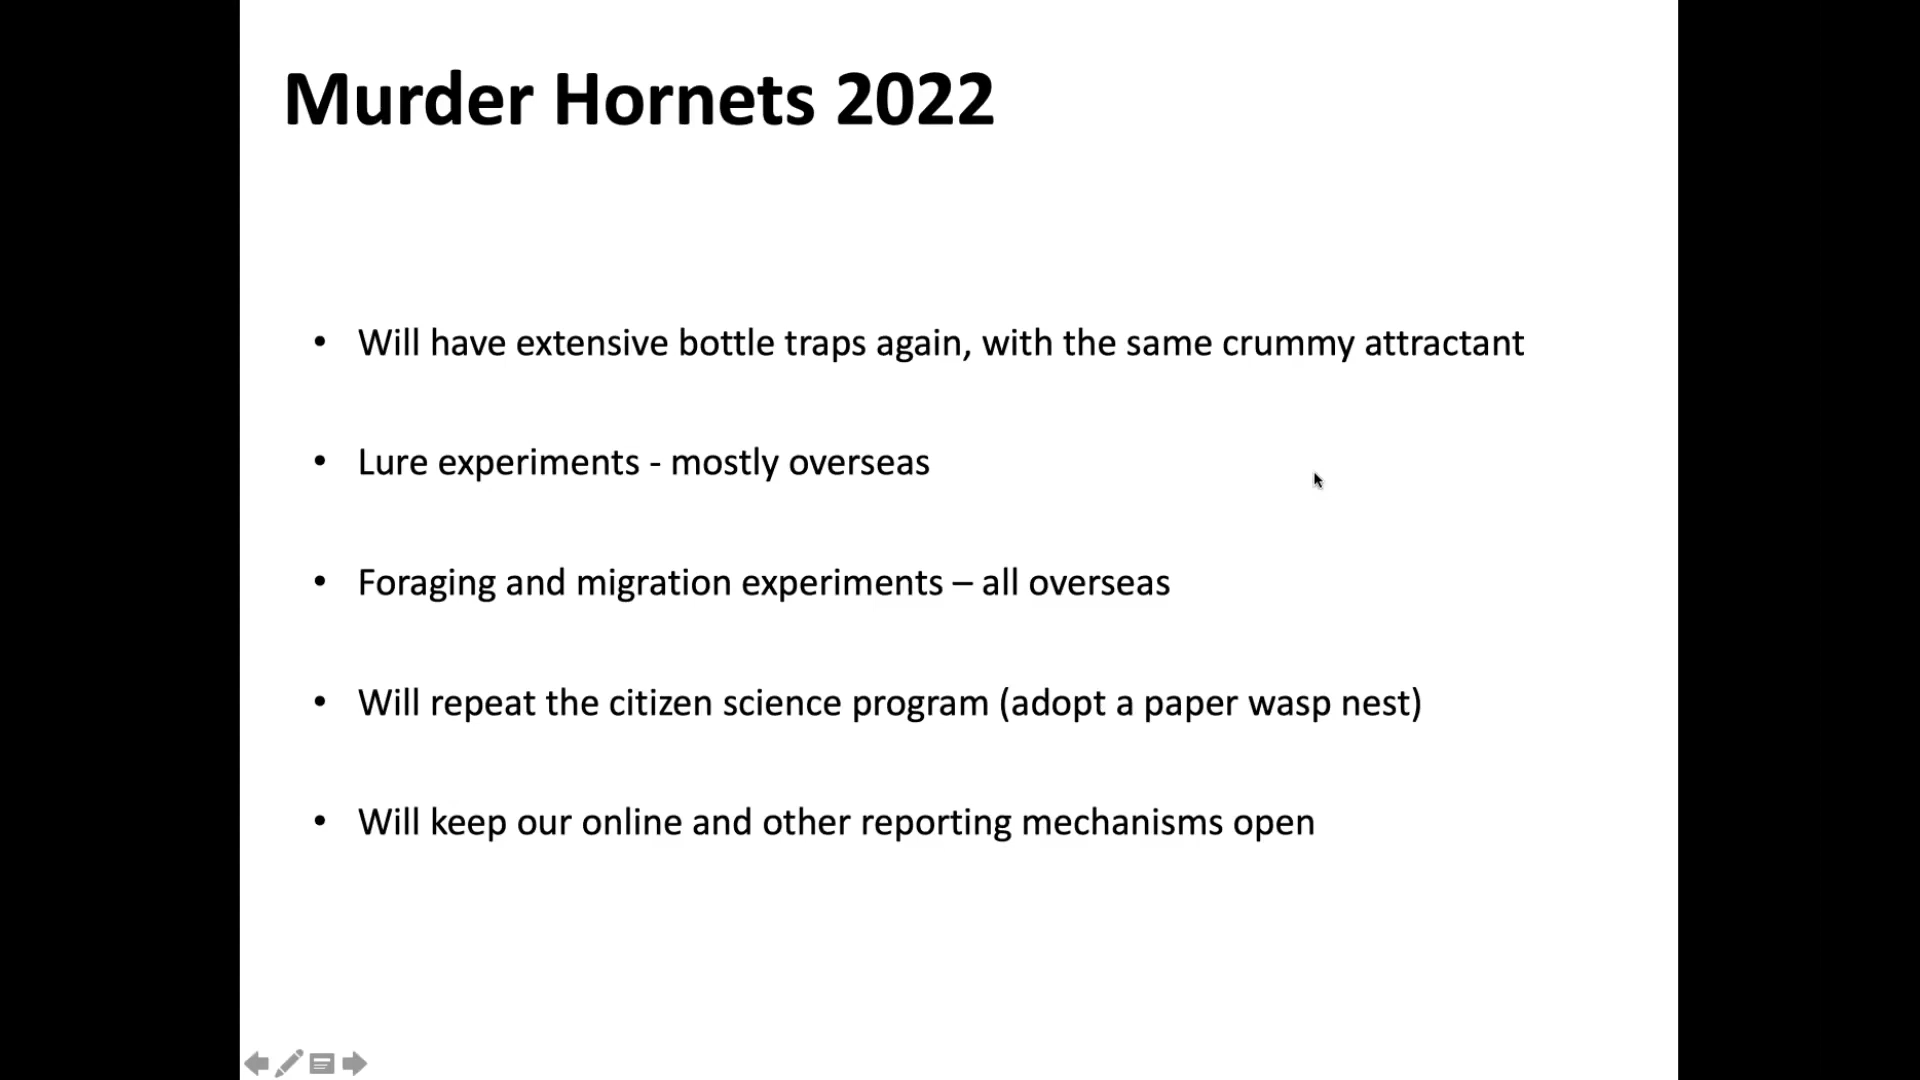 Murder Hornets 2022
• Will have extensive bottle traps again, with the same crummy attractant
• Lure experiments - mostly overseas
• Foraging and migration experiments – all overseas
• Will repeat the citizen science program (adopt a paper wasp nest)
• Will keep our online and other reporting mechanisms open